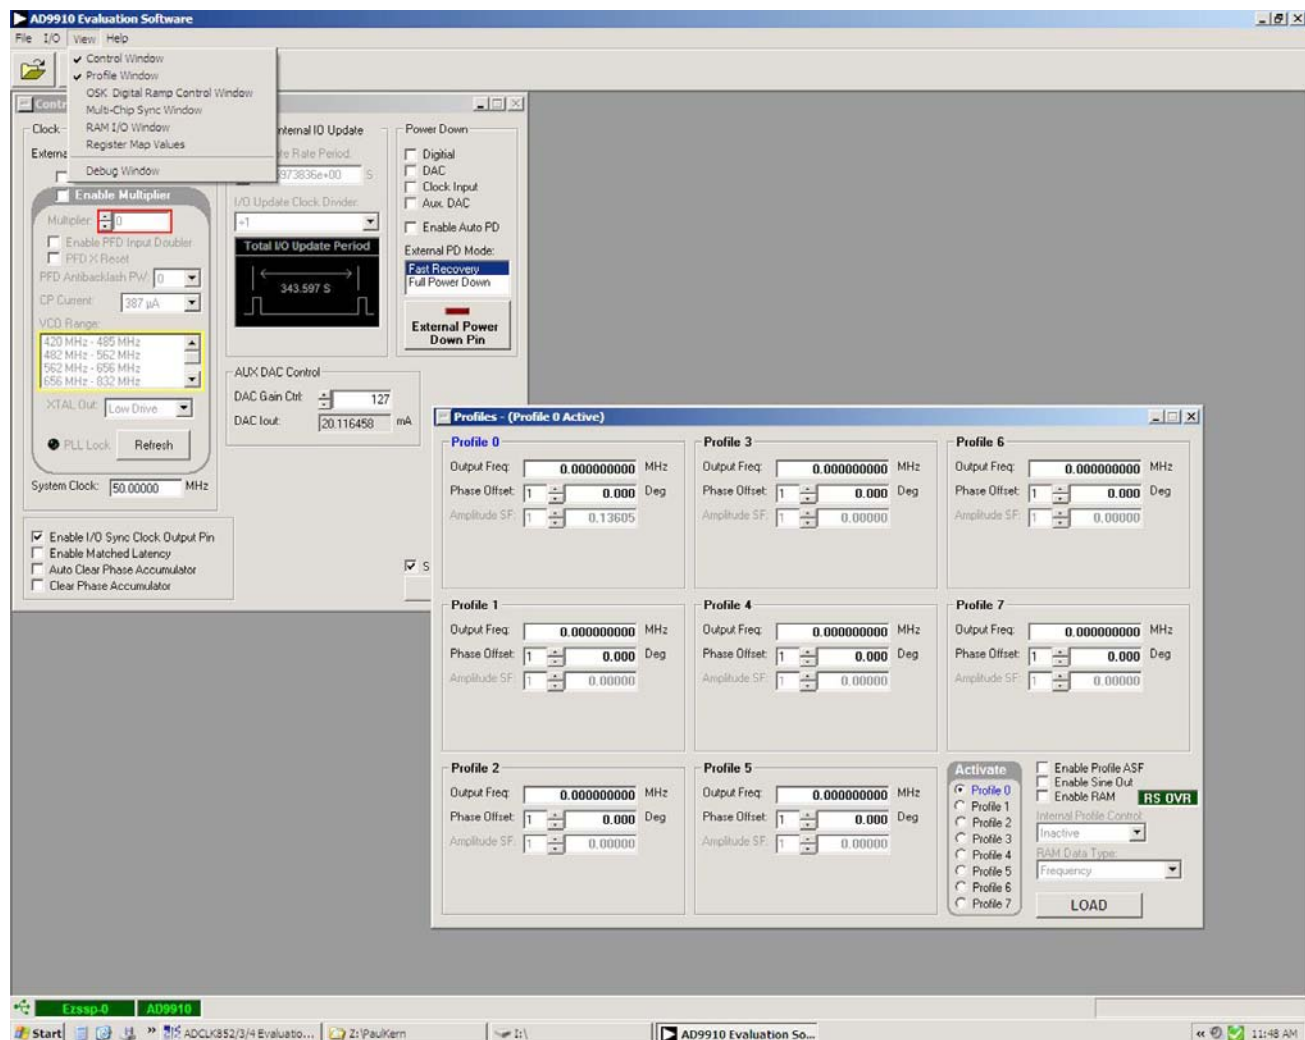 AD9910 Evaluation Software
File I/O View Help
Control Window
Profile Window
OSK Digital Ramp Control Window
Multi-Chip Sync Window
RAM I/O Window
Register Map Values
Debug Window
Contr
Clock
Externa
Enable Multiplier
Multiplier: 0
Enable PFD Input Doubler
PFD X Reset
PFD Antibacklash PW: 0
CP Current: 387 µA
VCO Range:
420 MHz - 485 MHz
482 MHz - 562 MHz
562 MHz - 656 MHz
656 MHz - 832 MHz
XTAL Out: Low Drive
PLL Lock Refresh
System Clock: 50.00000 MHz
Enable I/O Sync Clock Output Pin
Enable Matched Latency
Auto Clear Phase Accumulator
Clear Phase Accumulator
nternal IO Update
te Rate Period:
973836e+00 S
I/O Update Clock Divider:
÷1
Total I/O Update Period
343.597 S
AUX DAC Control
DAC Gain Ctrl: 127
DAC Iout: 20.116458 mA
Power Down
Digitial
DAC
Clock Input
Aux. DAC
Enable Auto PD
External PD Mode:
Fast Recovery
Full Power Down
External Power
Down Pin
S
Profiles - (Profile 0 Active)
Profile 0
Output Freq: 0.000000000 MHz
Phase Offset: 1 0.000 Deg
Amplitude SF: 1 0.13605
Profile 3
Output Freq: 0.000000000 MHz
Phase Offset: 1 0.000 Deg
Amplitude SF: 1 0.00000
Profile 6
Output Freq: 0.000000000 MHz
Phase Offset: 1 0.000 Deg
Amplitude SF: 1 0.00000
Profile 1
Output Freq: 0.000000000 MHz
Phase Offset: 1 0.000 Deg
Amplitude SF: 1 0.00000
Profile 4
Output Freq: 0.000000000 MHz
Phase Offset: 1 0.000 Deg
Amplitude SF: 1 0.00000
Profile 7
Output Freq: 0.000000000 MHz
Phase Offset: 1 0.000 Deg
Amplitude SF: 1 0.00000
Profile 2
Output Freq: 0.000000000 MHz
Phase Offset: 1 0.000 Deg
Amplitude SF: 1 0.00000
Profile 5
Output Freq: 0.000000000 MHz
Phase Offset: 1 0.000 Deg
Amplitude SF: 1 0.00000
Activate
Profile 0
Profile 1
Profile 2
Profile 3
Profile 4
Profile 5
Profile 6
Profile 7
Enable Profile ASF
Enable Sine Out
Enable RAM RS OVR
Internal Profile Control:
Inactive
RAM Data Type:
Frequency
LOAD
Ezssp-0 AD9910
Start ADCLK852/3/4 Evaluatio... Z:\PaulKern I:\ AD9910 Evaluation So... 11:48 AM